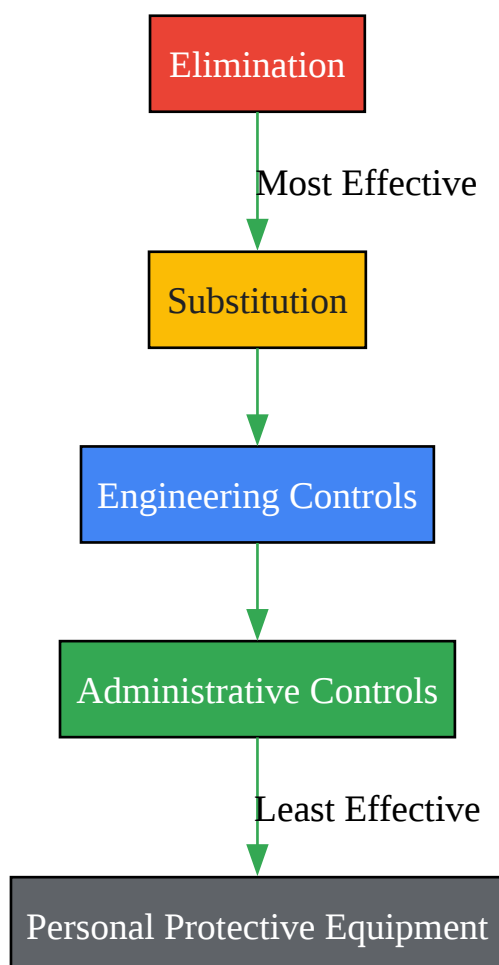 Elimination
Most Effective
Substitution
Engineering Controls
Administrative Controls
Least Effective
Personal Protective Equipment